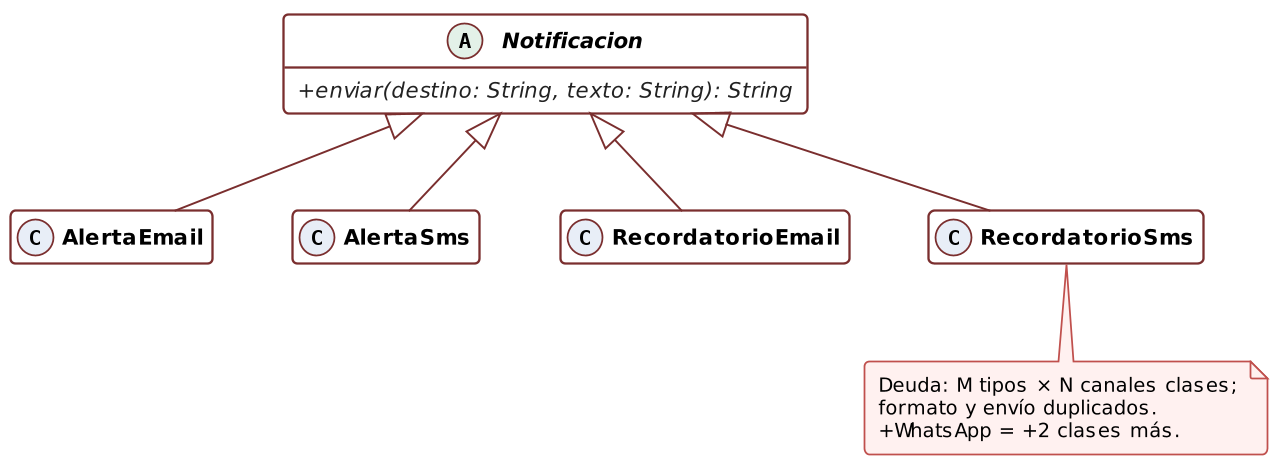 A Notificacion
+enviar(destino: String, texto: String): String
C AlertaEmail
C AlertaSms
C RecordatorioEmail
C RecordatorioSms
Deuda: M tipos × N canales clases;
formato y envío duplicados.
+WhatsApp = +2 clases más.